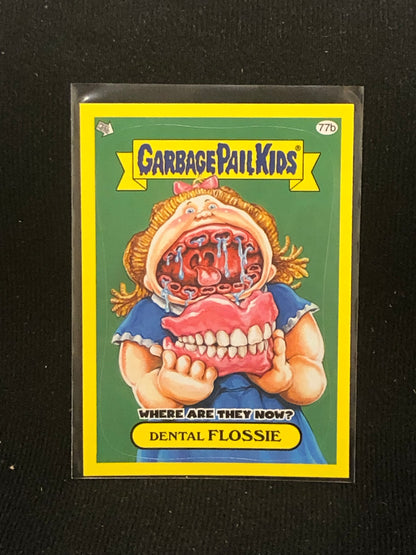 77b
GARBAGE PAIL KIDS®
WHERE ARE THEY NOW?
DENTAL FLOSSIE